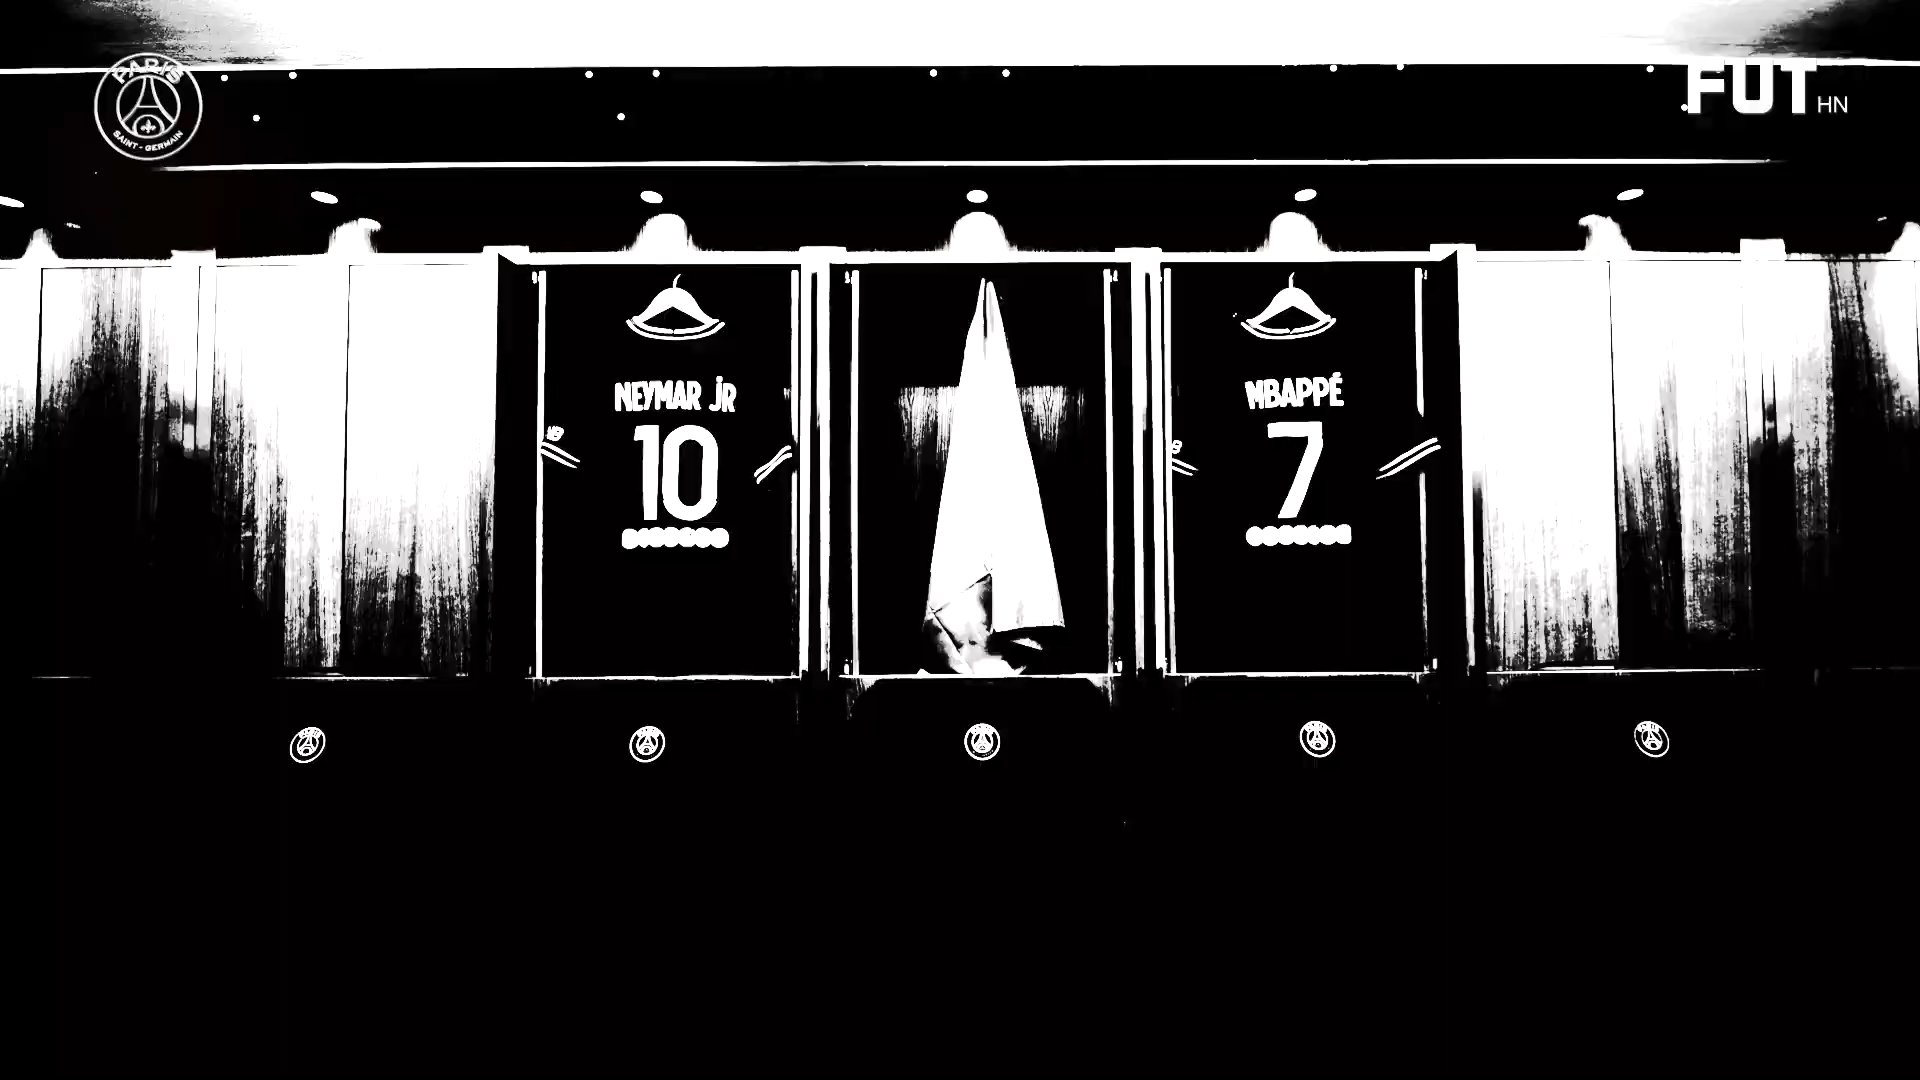 PARIS
SAINT-GERMAIN
FUT HN
NEYMAR JR
10
MBAPPÉ
7